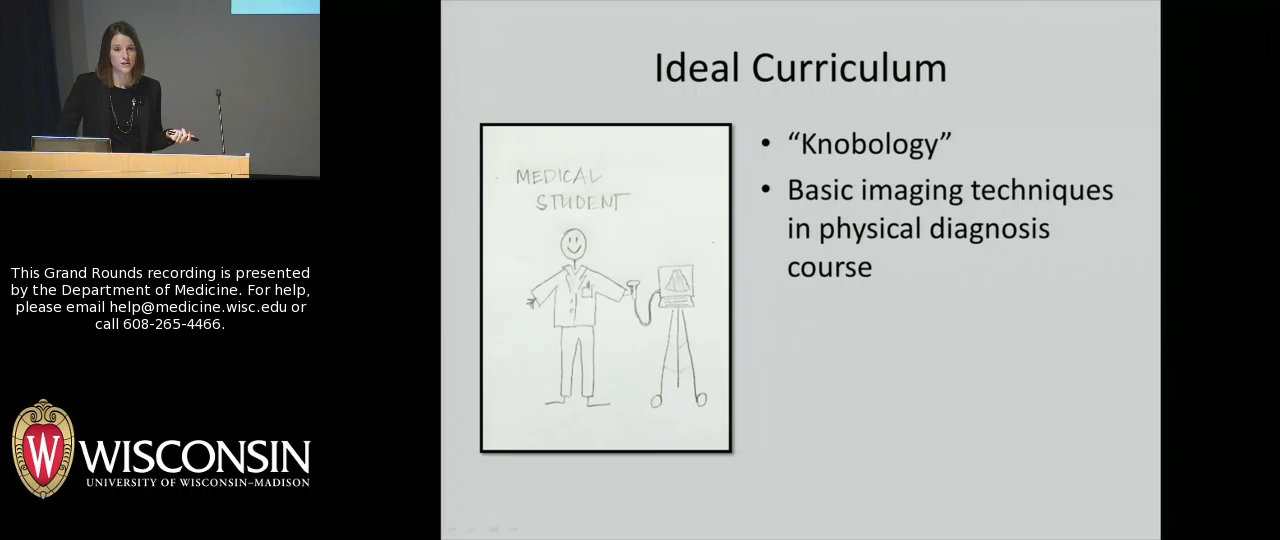 Ideal Curriculum
MEDICAL
STUDENT
• “Knobology”
• Basic imaging techniques
in physical diagnosis
course
This Grand Rounds recording is presented
by the Department of Medicine. For help,
please email help@medicine.wisc.edu or
call 608-265-4466.
W
WISCONSIN
UNIVERSITY OF WISCONSIN–MADISON